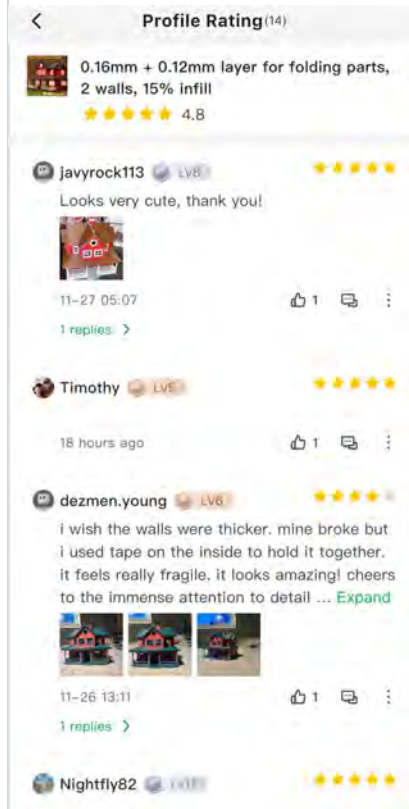 Profile Rating(14)
0.16mm + 0.12mm layer for folding parts,
2 walls, 15% infill
4.8
javyrock113 LV8
Looks very cute, thank you!
11-27 05:07
1
1 replies
Timothy LV5
18 hours ago
1
dezmen.young LV6
i wish the walls were thicker. mine broke but
i used tape on the inside to hold it together.
it feels really fragile. it looks amazing! cheers
to the immense attention to detail ... Expand
11-26 13:11
1
1 replies
Nightfly82